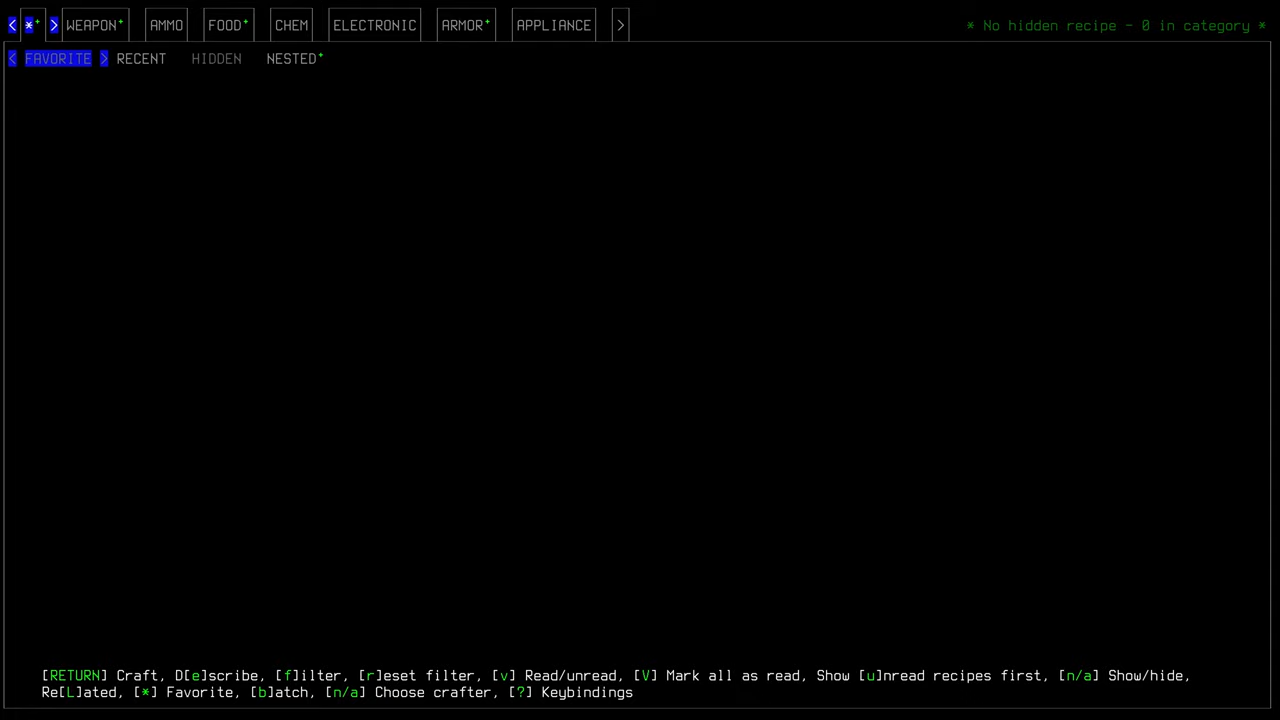 < *⁺ > WEAPON⁺ AMMO FOOD⁺ CHEM ELECTRONIC ARMOR⁺ APPLIANCE > * No hidden recipe - 0 in category *
< FAVORITE > RECENT HIDDEN NESTED⁺
[RETURN] Craft, D[e]scribe, [f]ilter, [r]eset filter, [v] Read/unread, [V] Mark all as read, Show [u]nread recipes first, [n/a] Show/hide,
Re[L]ated, [*] Favorite, [b]atch, [n/a] Choose crafter, [?] Keybindings